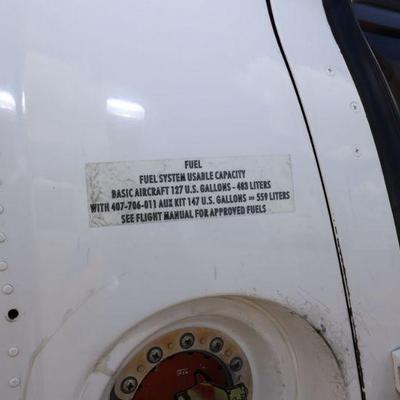 FUEL
FUEL SYSTEM USABLE CAPACITY
BASIC AIRCRAFT 127 U.S. GALLONS - 483 LITERS
WITH 407-706-011 AUX KIT 147 U.S. GALLONS = 559 LITERS
SEE FLIGHT MANUAL FOR APPROVED FUELS